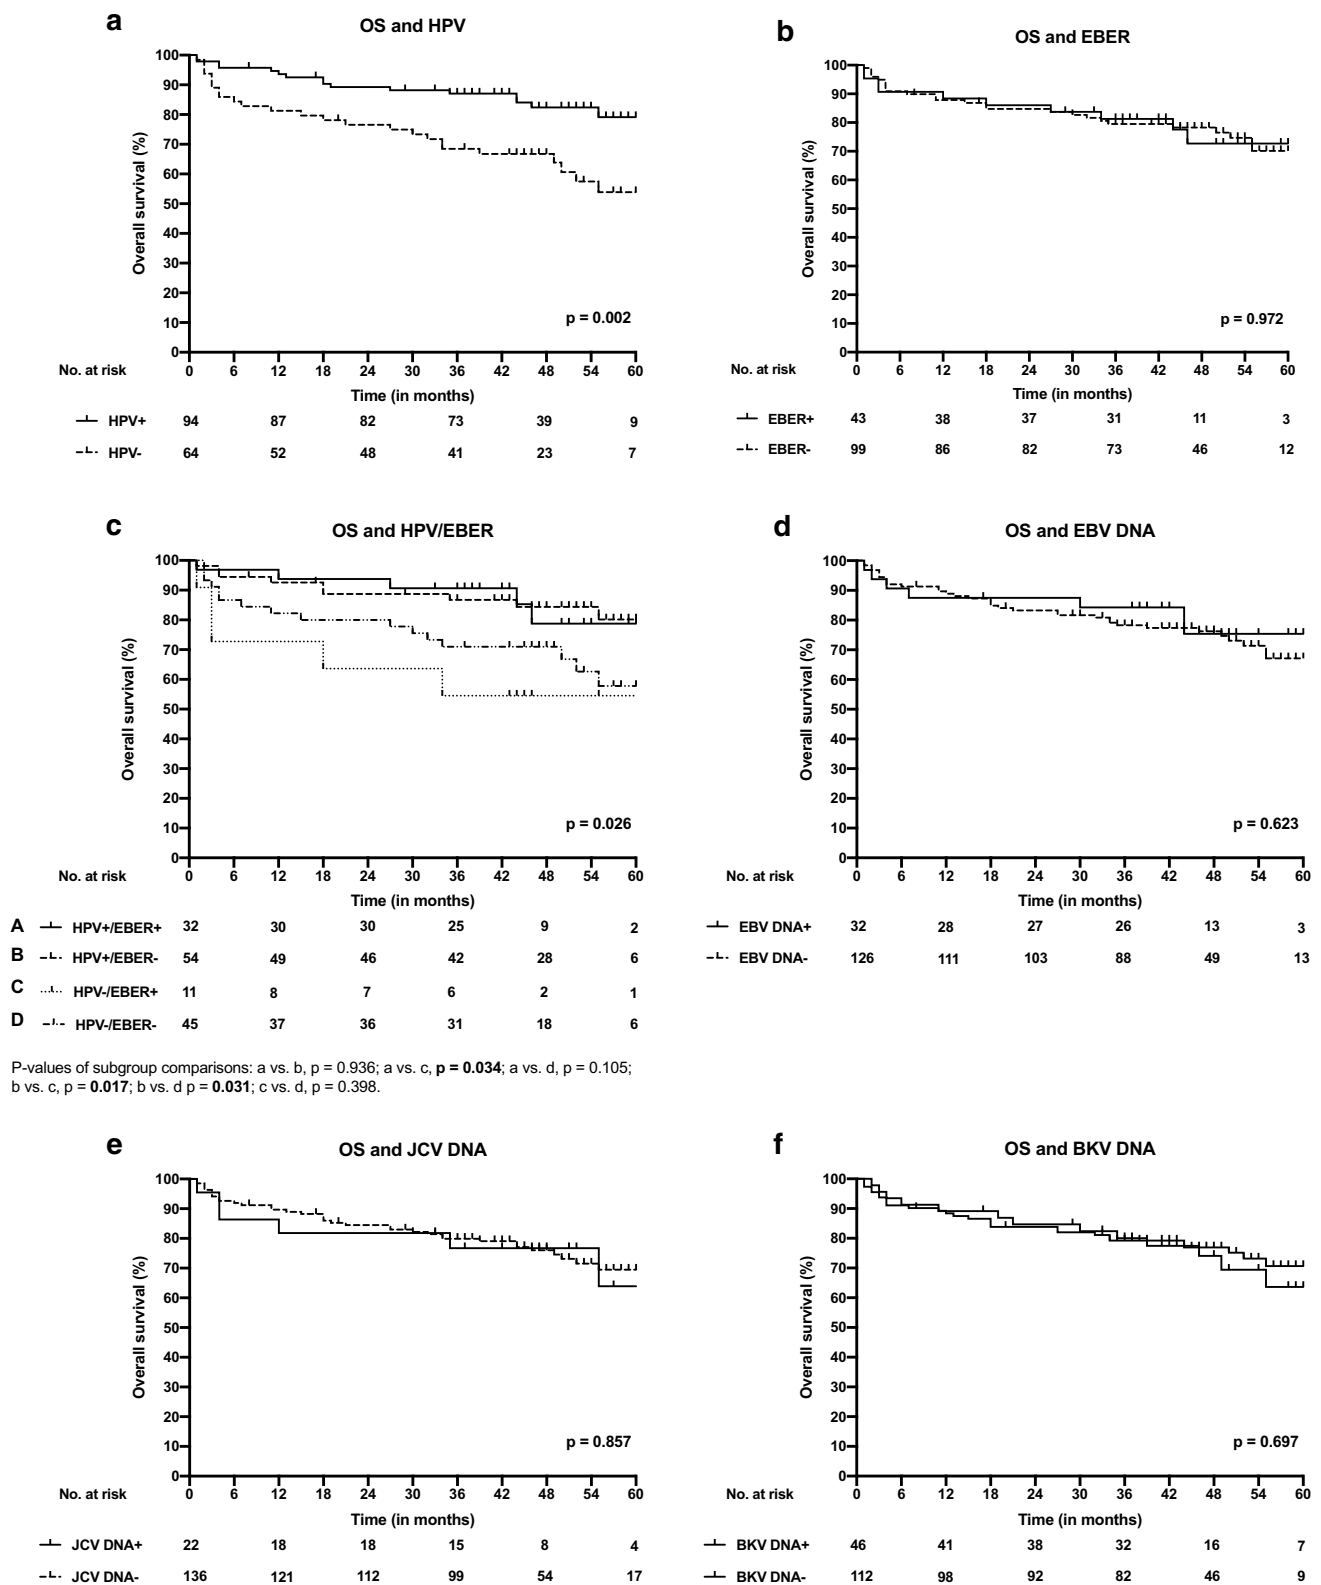 a
OS and HPV
100
90
80
70
60
50
40
30
20
10
0
Overall survival (%)
p = 0.002
No. at risk
0 6 12 18 24 30 36 42 48 54 60
Time (in months)
HPV+ 94 87 82 73 39 9
HPV- 64 52 48 41 23 7
b
OS and EBER
100
90
80
70
60
50
40
30
20
10
0
Overall survival (%)
p = 0.972
No. at risk
0 6 12 18 24 30 36 42 48 54 60
Time (in months)
EBER+ 43 38 37 31 11 3
EBER- 99 86 82 73 46 12
c
OS and HPV/EBER
100
90
80
70
60
50
40
30
20
10
0
Overall survival (%)
p = 0.026
No. at risk
0 6 12 18 24 30 36 42 48 54 60
Time (in months)
A HPV+/EBER+ 32 30 30 25 9 2
B HPV+/EBER- 54 49 46 42 28 6
C HPV-/EBER+ 11 8 7 6 2 1
D HPV-/EBER- 45 37 36 31 18 6
P-values of subgroup comparisons: a vs. b, p = 0.936; a vs. c, p = 0.034; a vs. d, p = 0.105;
b vs. c, p = 0.017; b vs. d p = 0.031; c vs. d, p = 0.398.
d
OS and EBV DNA
100
90
80
70
60
50
40
30
20
10
0
Overall survival (%)
p = 0.623
No. at risk
0 6 12 18 24 30 36 42 48 54 60
Time (in months)
EBV DNA+ 32 28 27 26 13 3
EBV DNA- 126 111 103 88 49 13
e
OS and JCV DNA
100
90
80
70
60
50
40
30
20
10
0
Overall survival (%)
p = 0.857
No. at risk
0 6 12 18 24 30 36 42 48 54 60
Time (in months)
JCV DNA+ 22 18 18 15 8 4
JCV DNA- 136 121 112 99 54 17
f
OS and BKV DNA
100
90
80
70
60
50
40
30
20
10
0
Overall survival (%)
p = 0.697
No. at risk
0 6 12 18 24 30 36 42 48 54 60
Time (in months)
BKV DNA+ 46 41 38 32 16 7
BKV DNA- 112 98 92 82 46 9